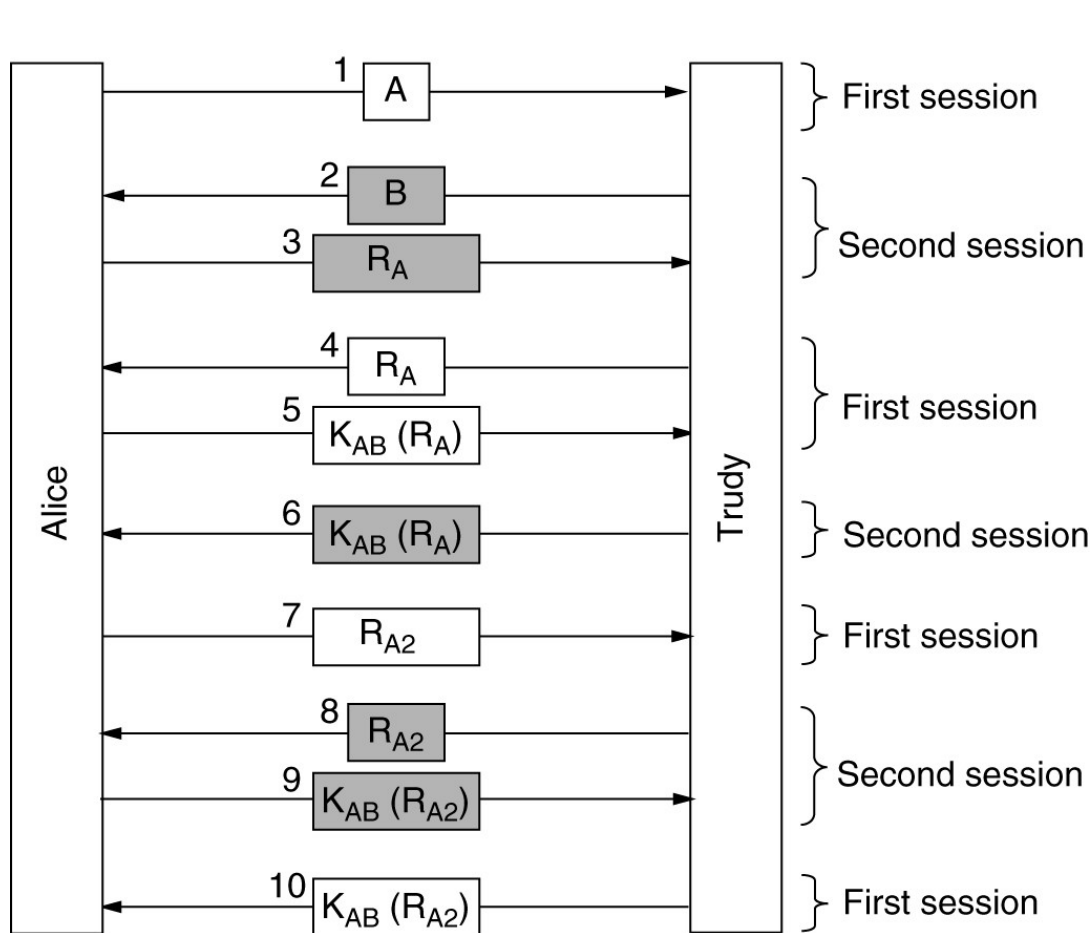 1 A First session
2 B
3 R_A Second session
4 R_A
5 K_AB (R_A) First session
6 K_AB (R_A) Second session
7 R_A2 First session
8 R_A2
9 K_AB (R_A2) Second session
10 K_AB (R_A2) First session
Alice
Trudy